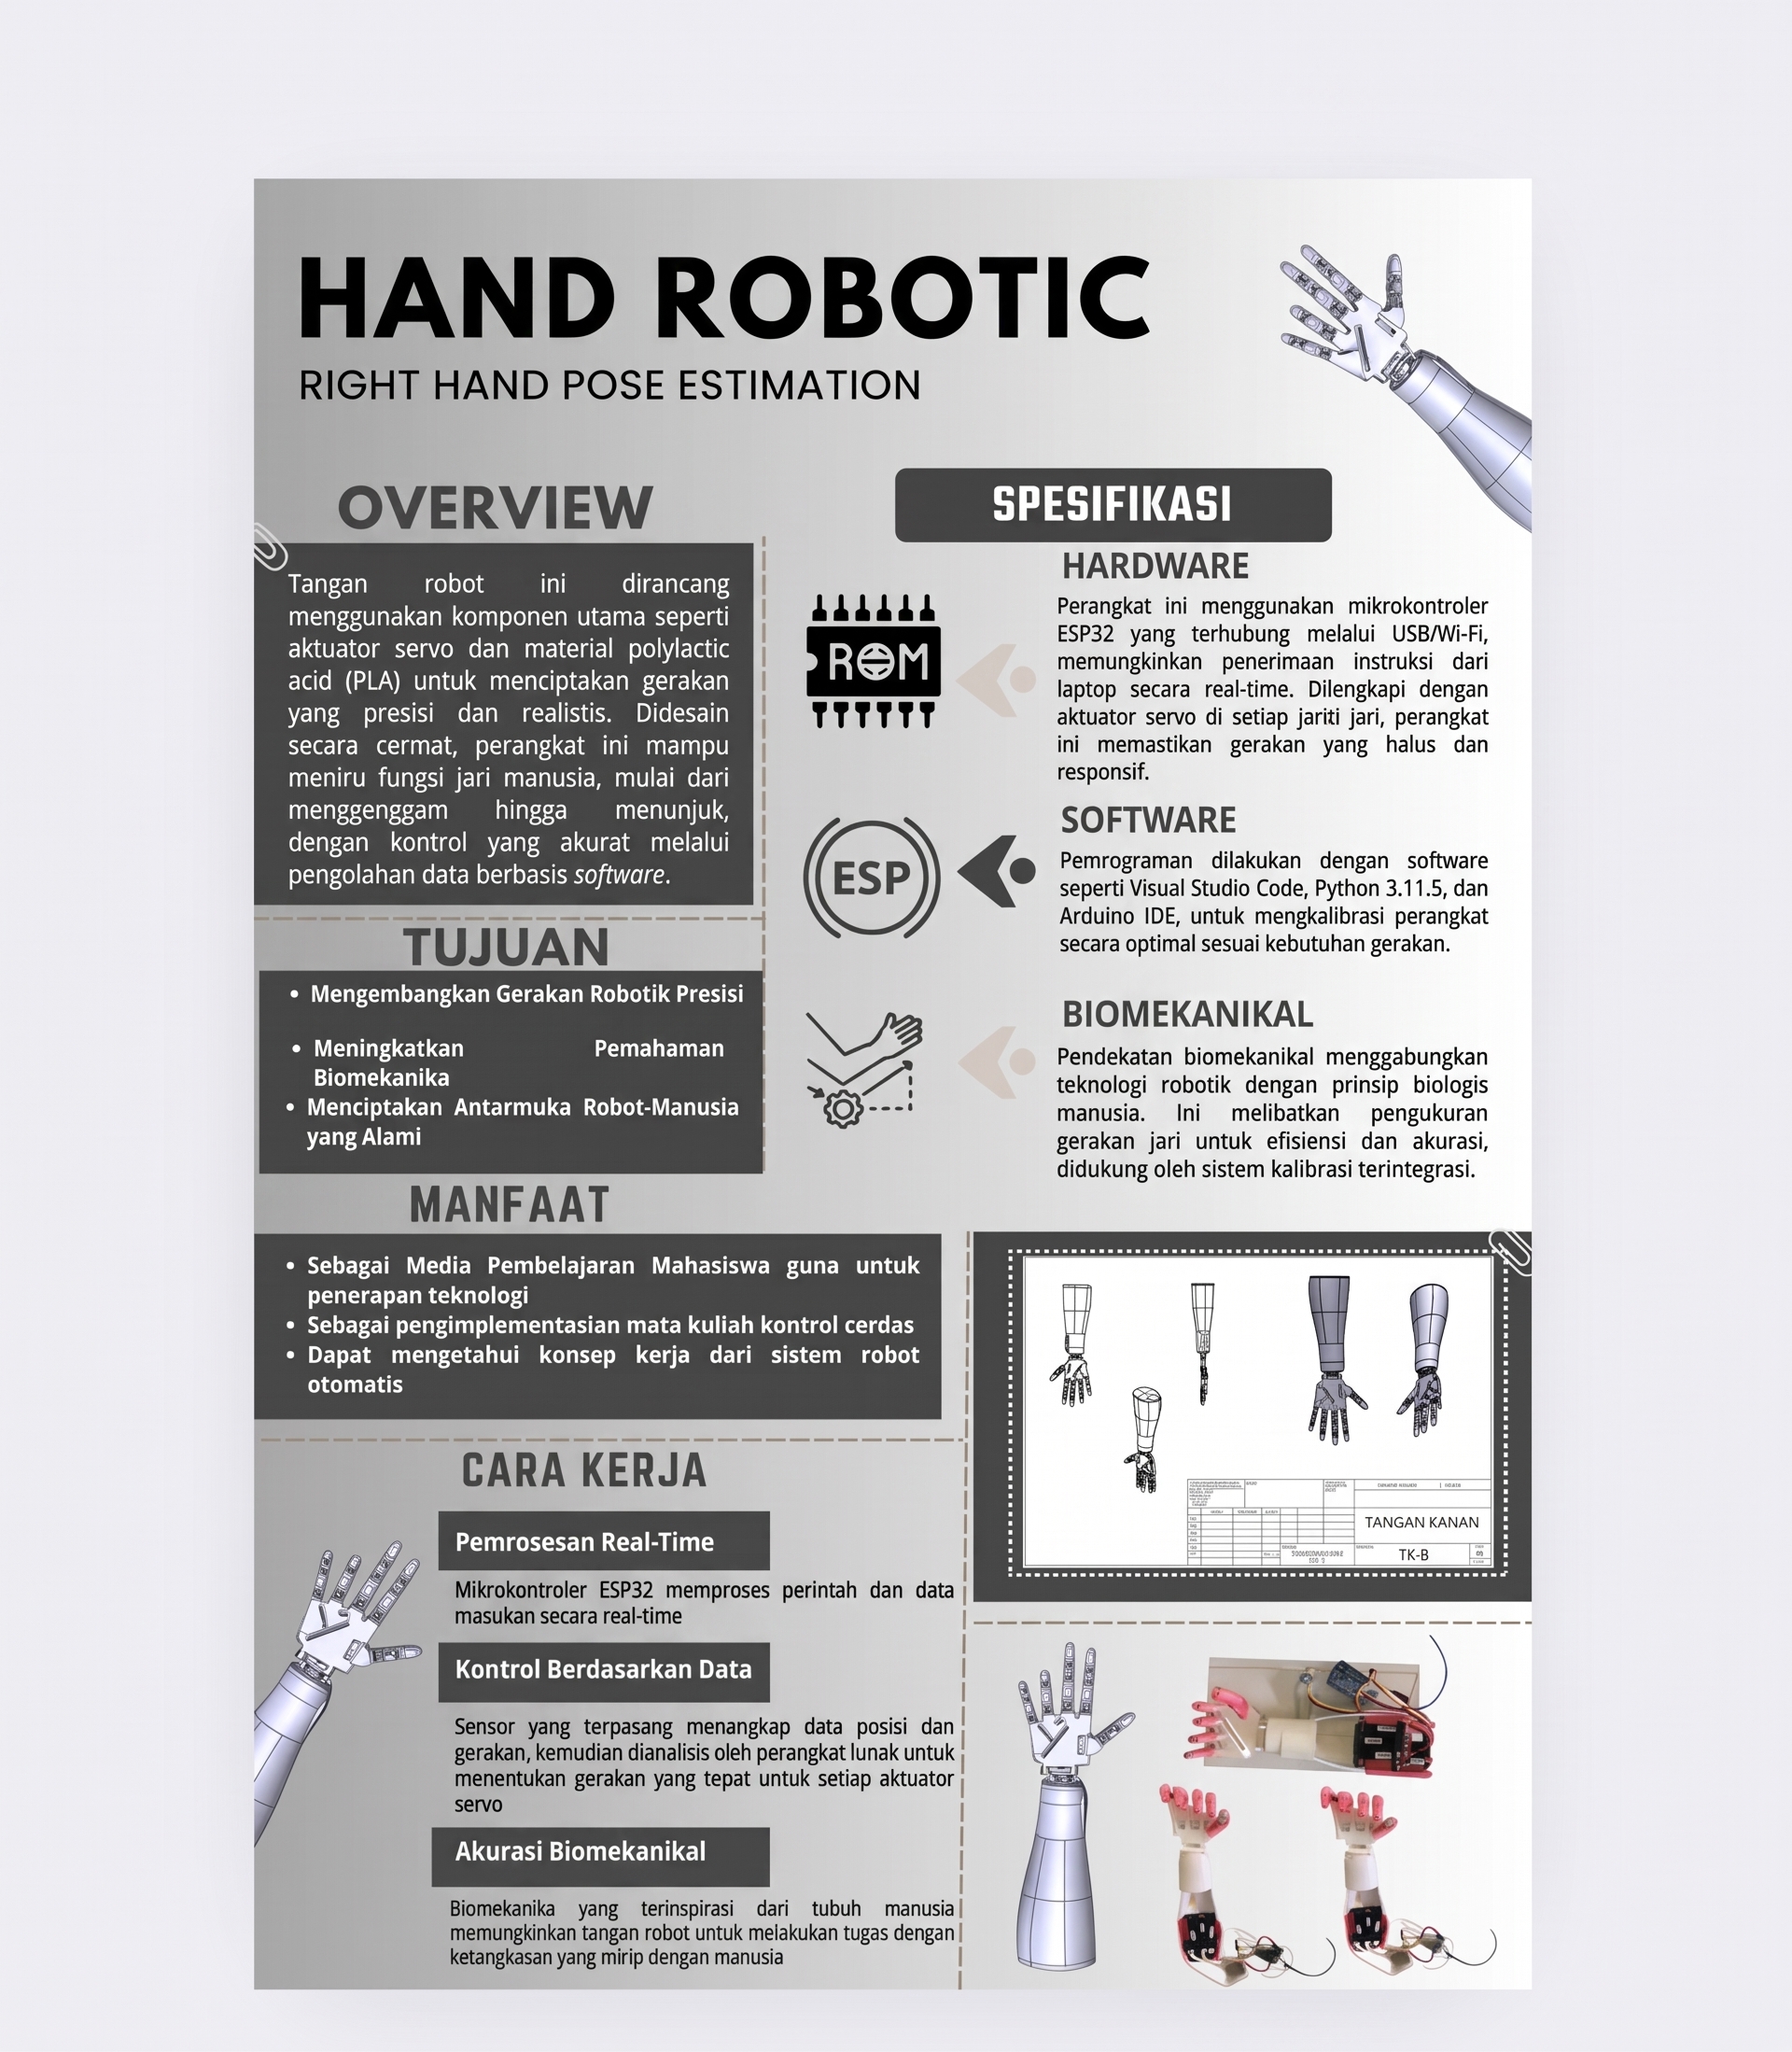 HAND ROBOTIC
RIGHT HAND POSE ESTIMATION
OVERVIEW
Tangan robot ini dirancang
menggunakan komponen utama seperti
aktuator servo dan material polylactic
acid (PLA) untuk menciptakan gerakan
yang presisi dan realistis. Didesain
secara cermat, perangkat ini mampu
meniru fungsi jari manusia, mulai dari
menggenggam hingga menunjuk,
dengan kontrol yang akurat melalui
pengolahan data berbasis software.
TUJUAN
• Mengembangkan Gerakan Robotik Presisi
• Meningkatkan Pemahaman
Biomekanika
• Menciptakan Antarmuka Robot-Manusia
yang Alami
MANFAAT
• Sebagai Media Pembelajaran Mahasiswa guna untuk
penerapan teknologi
• Sebagai pengimplementasian mata kuliah kontrol cerdas
• Dapat mengetahui konsep kerja dari sistem robot
otomatis
CARA KERJA
Pemrosesan Real-Time
Mikrokontroler ESP32 memproses perintah dan data
masukan secara real-time
Kontrol Berdasarkan Data
Sensor yang terpasang menangkap data posisi dan
gerakan, kemudian dianalisis oleh perangkat lunak untuk
menentukan gerakan yang tepat untuk setiap aktuator
servo
Akurasi Biomekanikal
Biomekanika yang terinspirasi dari tubuh manusia
memungkinkan tangan robot untuk melakukan tugas dengan
ketangkasan yang mirip dengan manusia
SPESIFIKASI
ROM
HARDWARE
Perangkat ini menggunakan mikrokontroler
ESP32 yang terhubung melalui USB/Wi-Fi,
memungkinkan penerimaan instruksi dari
laptop secara real-time. Dilengkapi dengan
aktuator servo di setiap jariti jari, perangkat
ini memastikan gerakan yang halus dan
responsif.
ESP
SOFTWARE
Pemrograman dilakukan dengan software
seperti Visual Studio Code, Python 3.11.5, dan
Arduino IDE, untuk mengkalibrasi perangkat
secara optimal sesuai kebutuhan gerakan.
BIOMEKANIKAL
Pendekatan biomekanikal menggabungkan
teknologi robotik dengan prinsip biologis
manusia. Ini melibatkan pengukuran
gerakan jari untuk efisiensi dan akurasi,
didukung oleh sistem kalibrasi terintegrasi.
TANGAN KANAN
TK-B